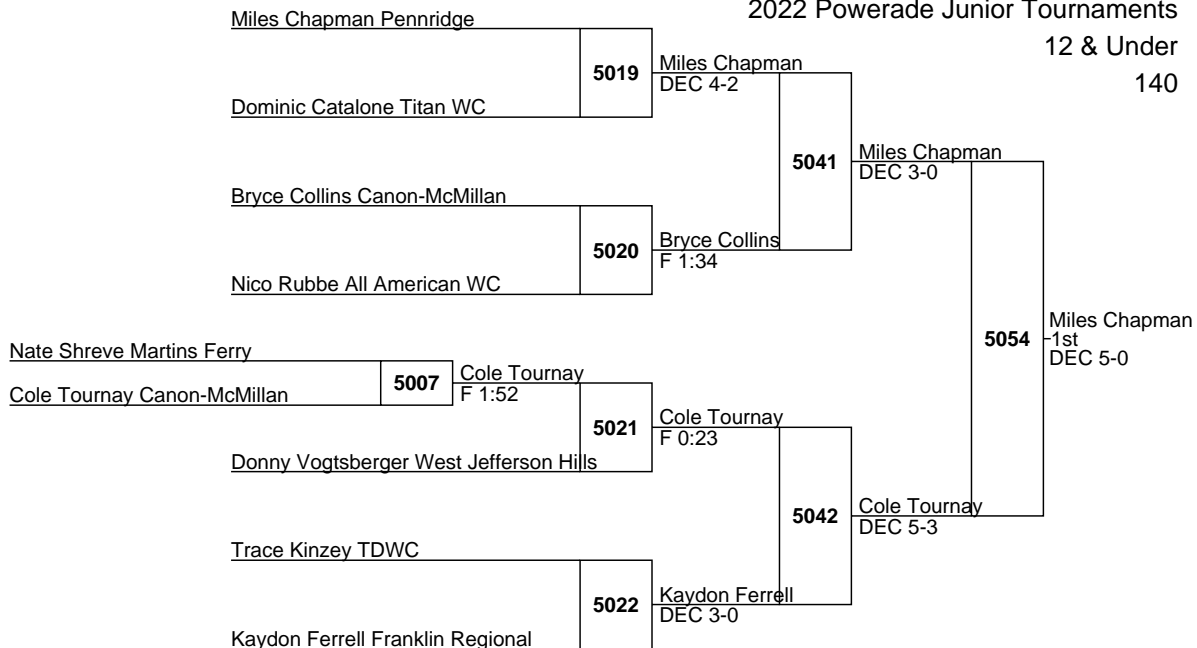 2022 Powerade Junior Tournaments
12 & Under
140
Miles Chapman Pennridge
5019
Miles Chapman
DEC 4-2
Dominic Catalone Titan WC
5041
Miles Chapman
DEC 3-0
Bryce Collins Canon-McMillan
5020
Bryce Collins
F 1:34
Nico Rubbe All American WC
5054
Miles Chapman
1st
DEC 5-0
Nate Shreve Martins Ferry
5007
Cole Tournay
F 1:52
Cole Tournay Canon-McMillan
5021
Cole Tournay
F 0:23
Donny Vogtsberger West Jefferson Hills
5042
Cole Tournay
DEC 5-3
Trace Kinzey TDWC
5022
Kaydon Ferrell
DEC 3-0
Kaydon Ferrell Franklin Regional